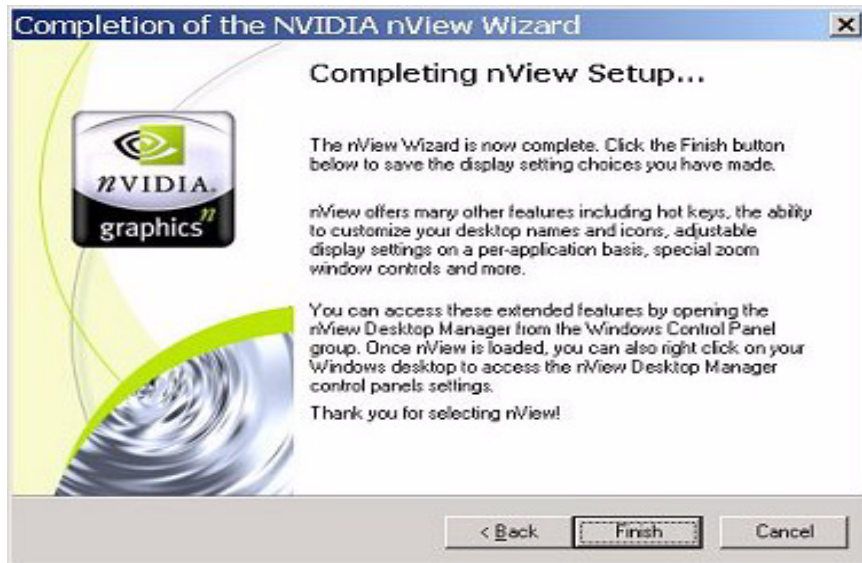 Completion of the NVIDIA nView Wizard
Completing nView Setup...
nVIDIA.
graphics n
The nView Wizard is now complete. Click the Finish button
below to save the display setting choices you have made.
nView offers many other features including hot keys, the ability
to customize your desktop names and icons, adjustable
display settings on a per-application basis, special zoom
window controls and more.
You can access these extended features by opening the
nView Desktop Manager from the Windows Control Panel
group. Once nView is loaded, you can also right click on your
Windows desktop to access the nView Desktop Manager
control panels settings.
Thank you for selecting nView!
< Back
Finish
Cancel